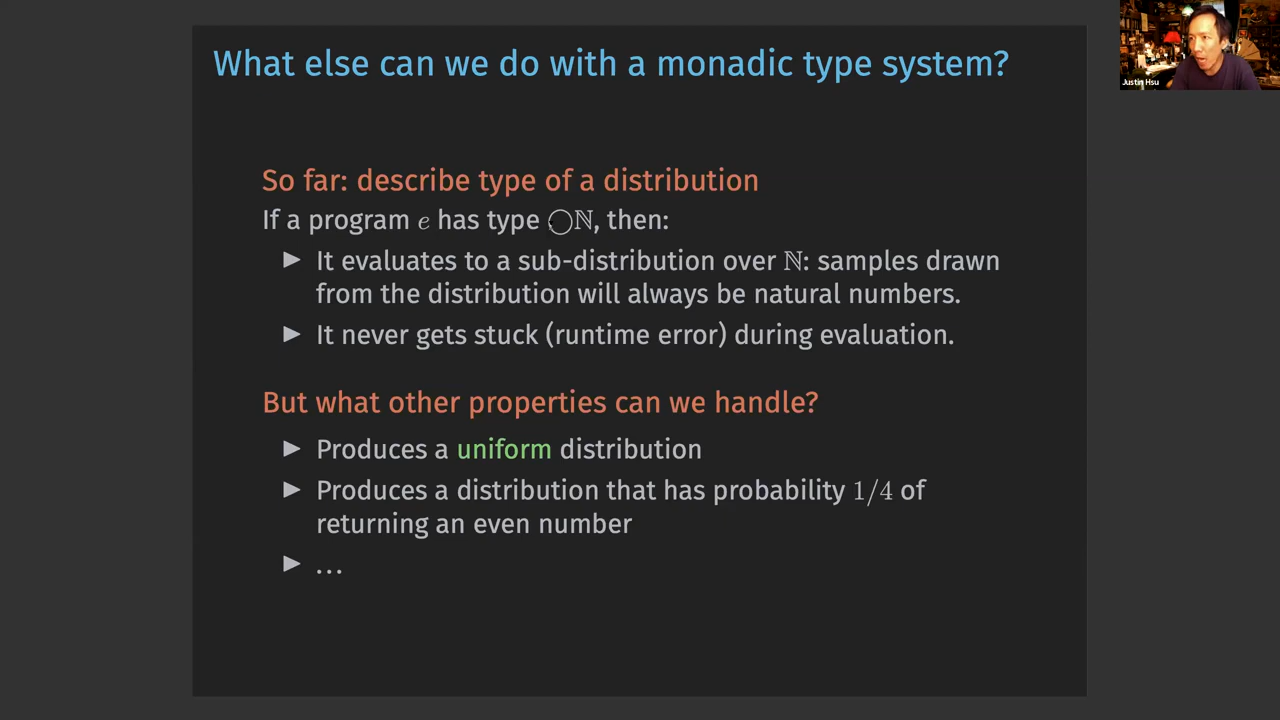 What else can we do with a monadic type system?
Justin Hsu
So far: describe type of a distribution
If a program e has type ◯ℕ, then:
▶ It evaluates to a sub-distribution over ℕ: samples drawn
from the distribution will always be natural numbers.
▶ It never gets stuck (runtime error) during evaluation.
But what other properties can we handle?
▶ Produces a uniform distribution
▶ Produces a distribution that has probability 1/4 of
returning an even number
▶ ...